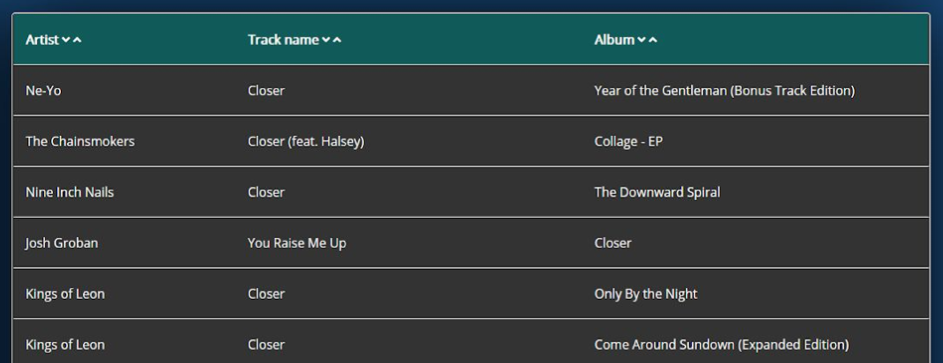 Artist Track name Album
Ne-Yo Closer Year of the Gentleman (Bonus Track Edition)
The Chainsmokers Closer (feat. Halsey) Collage - EP
Nine Inch Nails Closer The Downward Spiral
Josh Groban You Raise Me Up Closer
Kings of Leon Closer Only By the Night
Kings of Leon Closer Come Around Sundown (Expanded Edition)